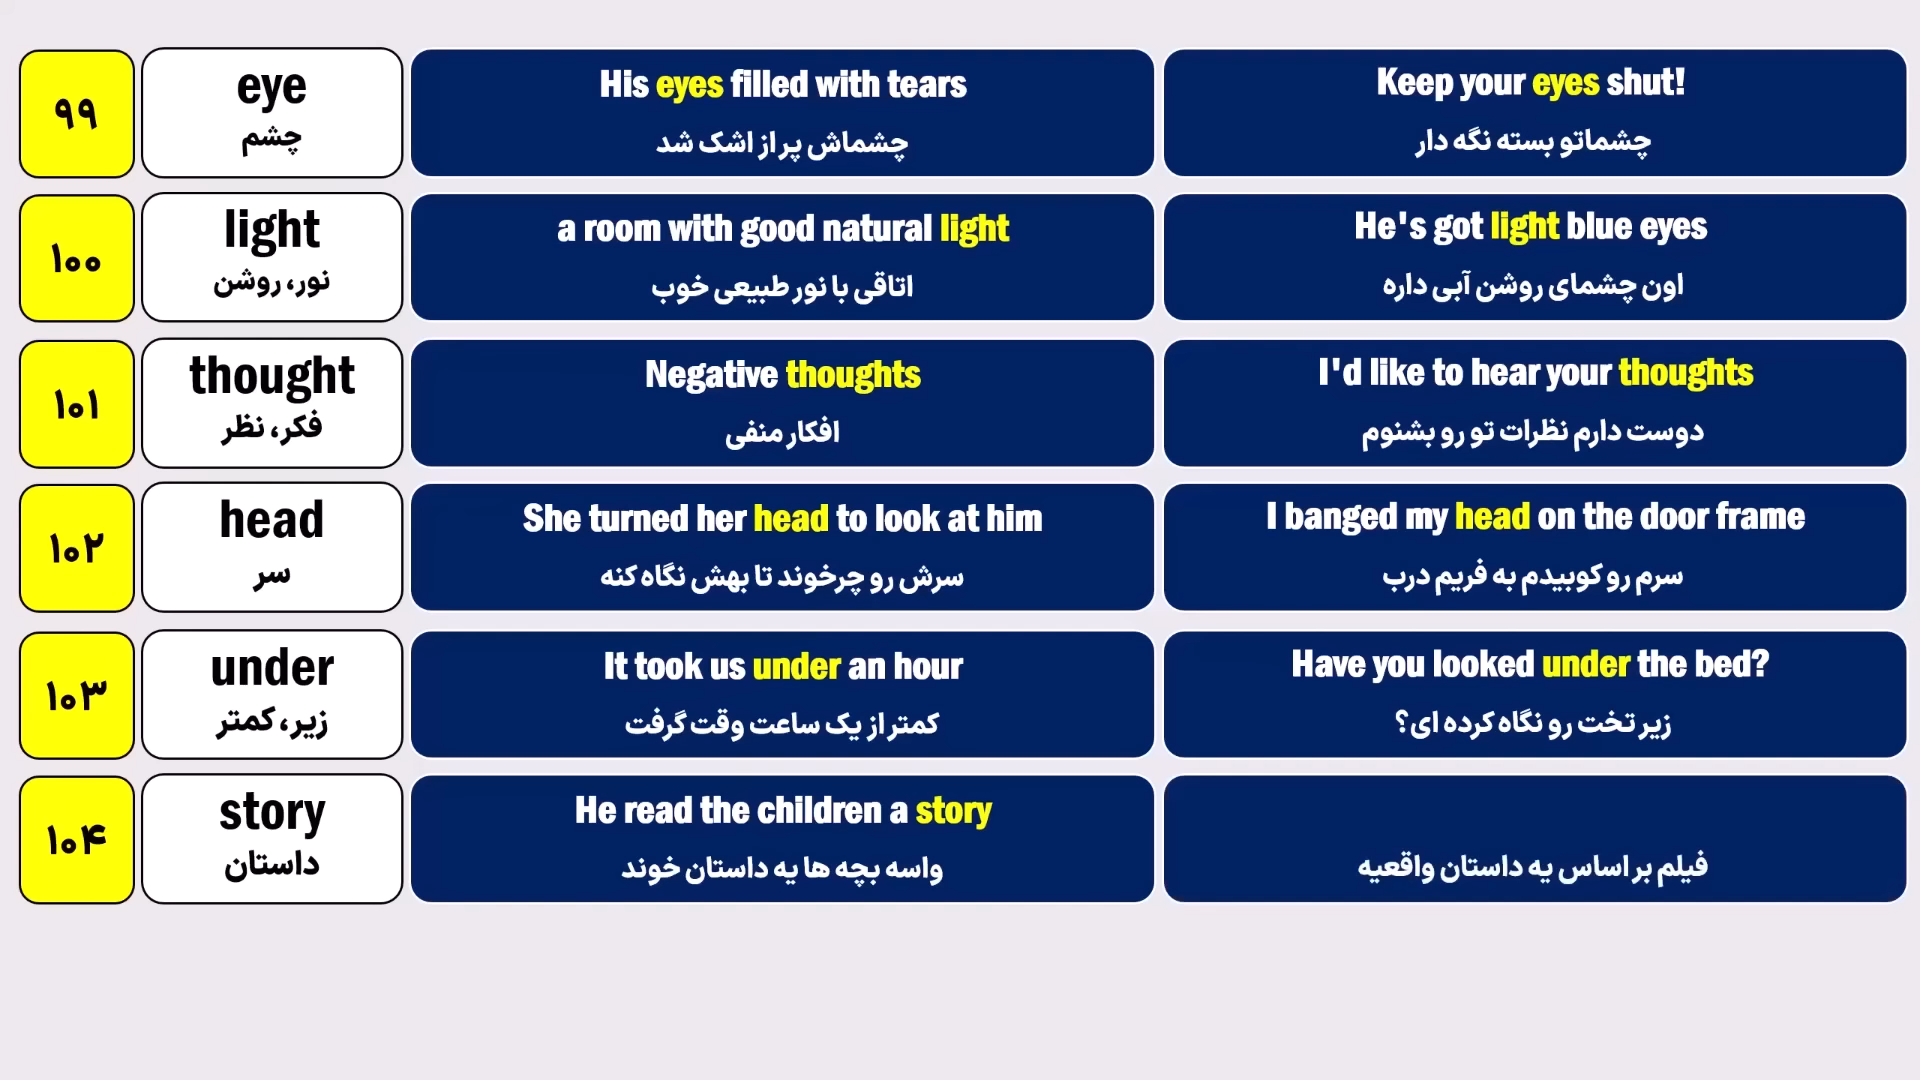 ۹۹
eye
چشم
His eyes filled with tears
چشماش پر از اشک شد
Keep your eyes shut!
چشماتو بسته نگه دار
۱۰۰
light
نور، روشن
a room with good natural light
اتاقی با نور طبیعی خوب
He's got light blue eyes
اون چشمای روشن آبی داره
۱۰۱
thought
فکر، نظر
Negative thoughts
افکار منفی
I'd like to hear your thoughts
دوست دارم نظرات تو رو بشنوم
۱۰۲
head
سر
She turned her head to look at him
سرش رو چرخوند تا بهش نگاه کنه
I banged my head on the door frame
سرم رو کوبیدم به فریم درب
۱۰۳
under
زیر، کمتر
It took us under an hour
کمتر از یک ساعت وقت گرفت
Have you looked under the bed?
زیر تخت رو نگاه کرده ای؟
۱۰۴
story
داستان
He read the children a story
واسه بچه ها یه داستان خوند
فیلم بر اساس یه داستان واقعیه